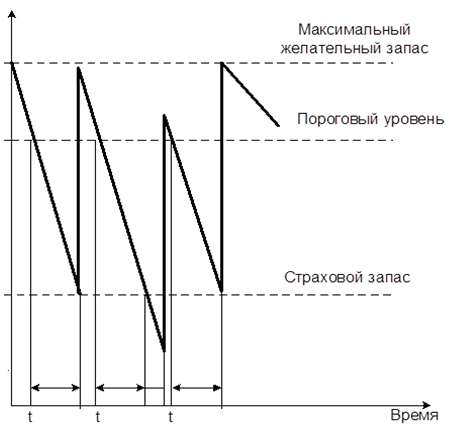 Максимальный
желательный запас
Пороговый уровень
Страховой запас
t t t Время